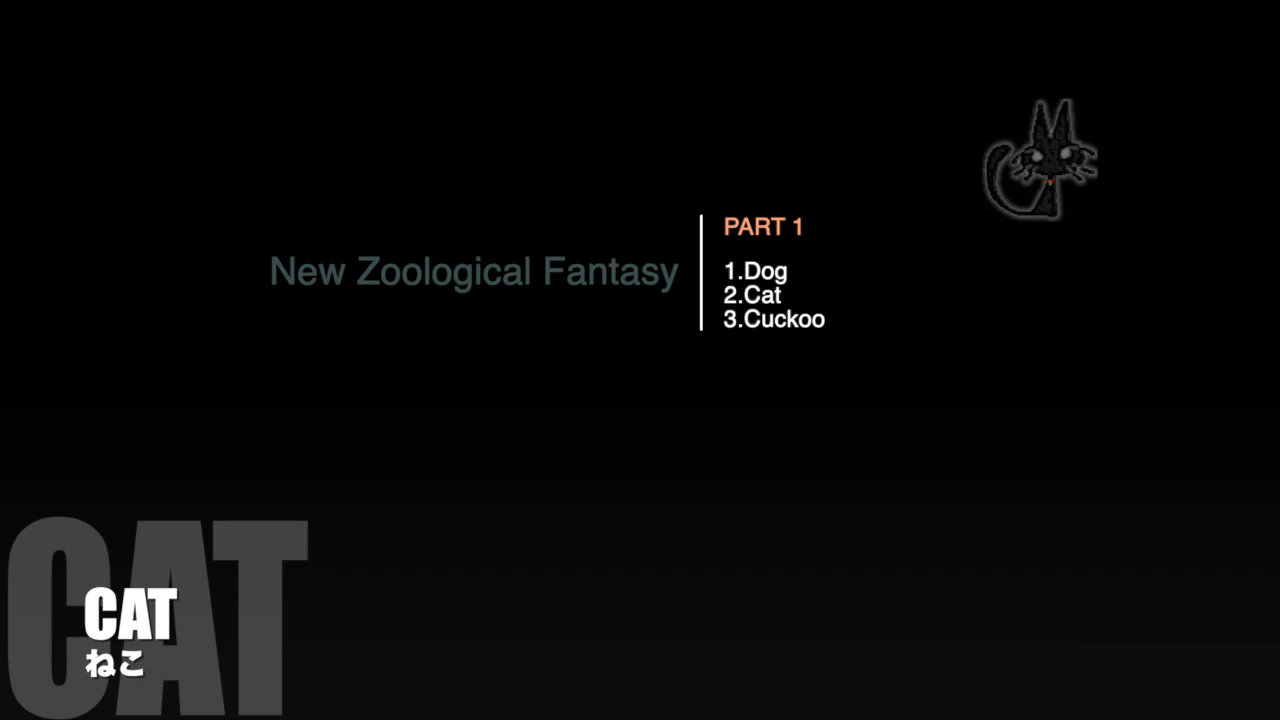 New Zoological Fantasy
PART 1
1.Dog
2.Cat
3.Cuckoo
CAT
CAT
ねこ